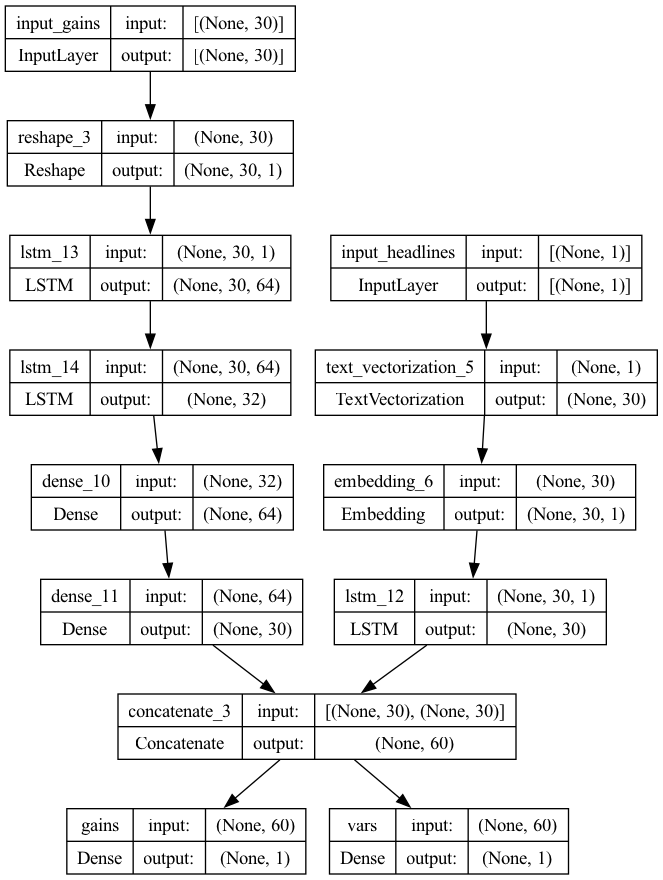 input_gains input: [(None, 30)]
InputLayer output: [(None, 30)]
reshape_3 input: (None, 30)
Reshape output: (None, 30, 1)
lstm_13 input: (None, 30, 1)
LSTM output: (None, 30, 64)
input_headlines input: [(None, 1)]
InputLayer output: [(None, 1)]
lstm_14 input: (None, 30, 64)
LSTM output: (None, 32)
text_vectorization_5 input: (None, 1)
TextVectorization output: (None, 30)
dense_10 input: (None, 32)
Dense output: (None, 64)
embedding_6 input: (None, 30)
Embedding output: (None, 30, 1)
dense_11 input: (None, 64)
Dense output: (None, 30)
lstm_12 input: (None, 30, 1)
LSTM output: (None, 30)
concatenate_3 input: [(None, 30), (None, 30)]
Concatenate output: (None, 60)
gains input: (None, 60)
Dense output: (None, 1)
vars input: (None, 60)
Dense output: (None, 1)